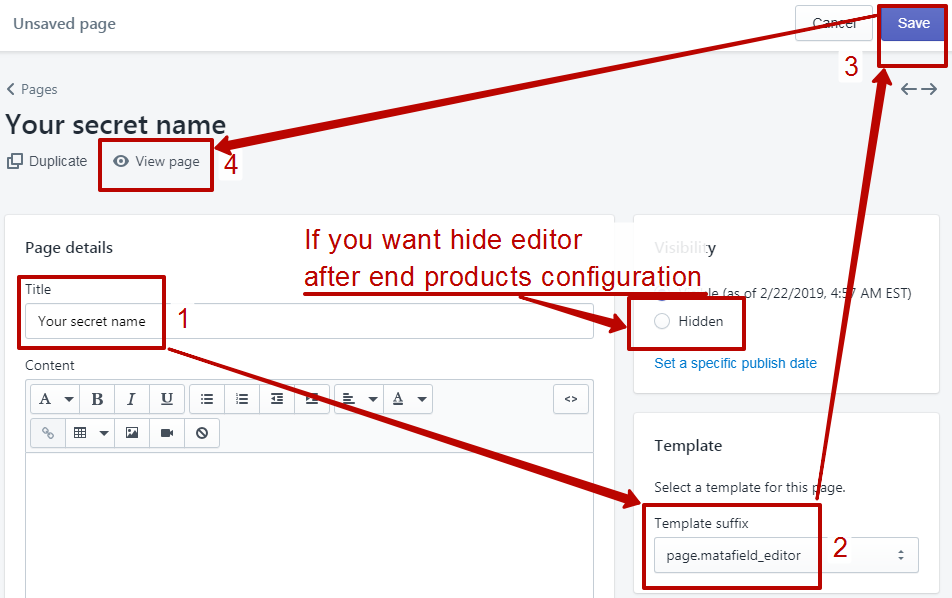 Unsaved page
Cancel
Save
3
Pages
Your secret name
Duplicate
View page
4
If you want hide editor
after end products configuration
Page details
Visibility
Title
(as of 2/22/2019, 4:57 AM EST)
Your secret name
1
Hidden
Set a specific publish date
Content
A
B
I
U
A
<>
Template
Select a template for this page.
Template suffix
page.matafield_editor
2